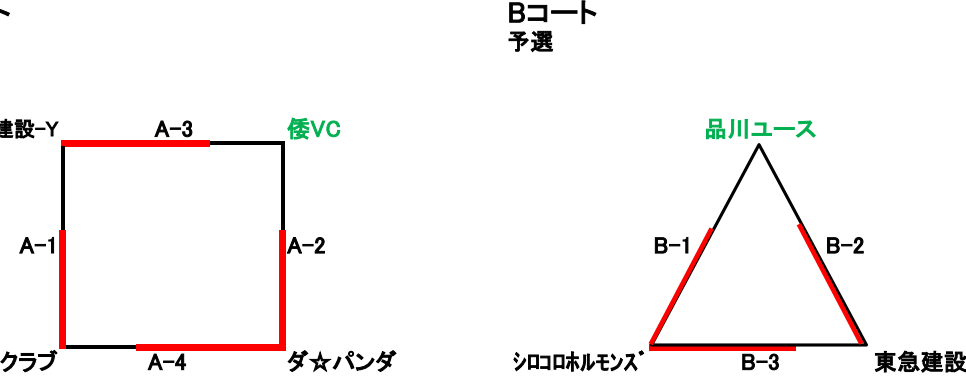 ト
建設-Y
A-3
倭VC
A-1
A-2
クラブ
A-4
ダ☆パンダ
Bコート
予選
品川ユース
B-1
B-2
シロコロホルモンズ
B-3
東急建設